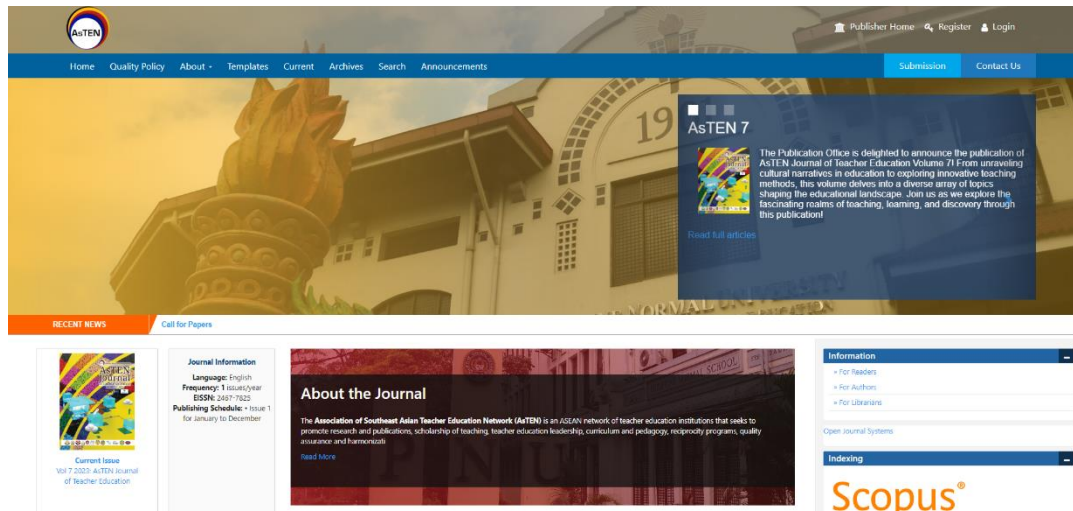 AsTEN
Publisher Home Register Login
Home Quality Policy About Templates Current Archives Search Announcements
Submission Contact Us
19
AsTEN 7
The Publication Office is delighted to announce the publication of
AsTEN Journal of Teacher Education Volume 7! From unraveling
cultural narratives in education to exploring innovative teaching
methods, this volume delves into a diverse array of topics
shaping the educational landscape. Join us as we explore the
fascinating realms of teaching, learning, and discovery through
this publication!
Read full articles
NORMAL UNIVERSITY
RECENT NEWS
Call for Papers
AsTEN
Journal
Current Issue
Vol 7 2023: AsTEN Journal
of Teacher Education
Journal Information
Language: English
Frequency: 1 issues/year
EISSN: 2467-7825
Publishing Schedule: • Issue 1
for January to December
About the Journal
The Association of Southeast Asian Teacher Education Network (AsTEN) is an ASEAN network of teacher education institutions that seeks to
promote research and publications, scholarship of teaching, teacher education leadership, curriculum and pedagogy, reciprocity programs, quality
assurance and harmonizati
Read More
SCHOOL
P N U
Information
» For Readers
» For Authors
» For Librarians
Open Journal Systems
Indexing
Scopus®